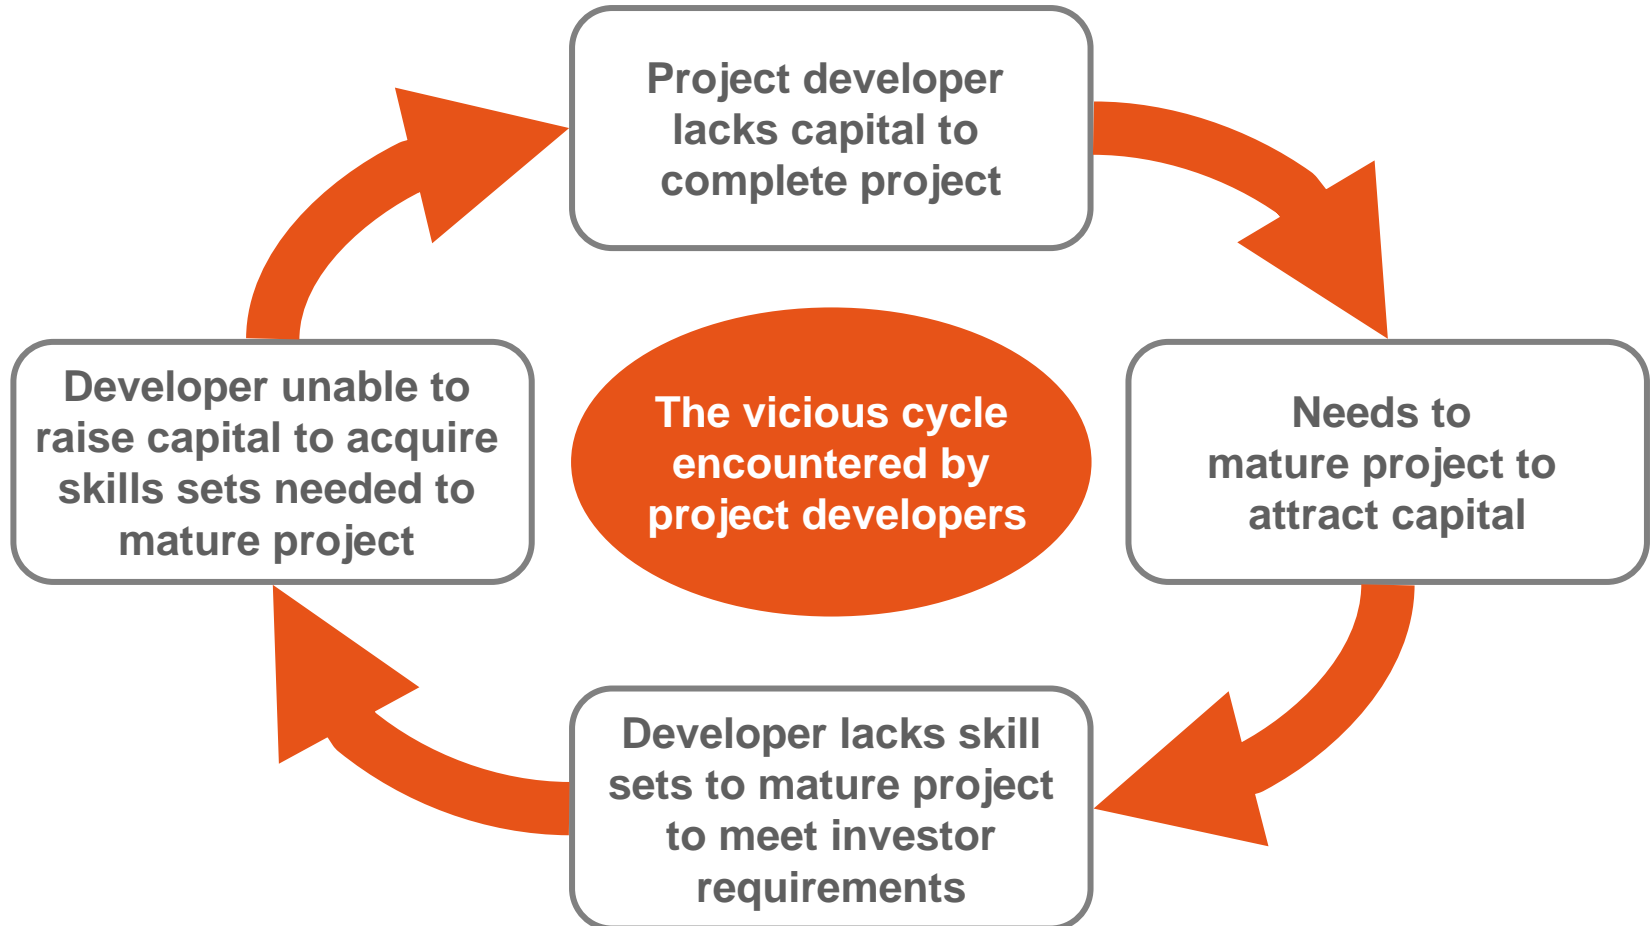 Project developer
lacks capital to
complete project
Needs to
mature project to
attract capital
Developer lacks skill
sets to mature project
to meet investor
requirements
Developer unable to
raise capital to acquire
skills sets needed to
mature project
The vicious cycle
encountered by
project developers